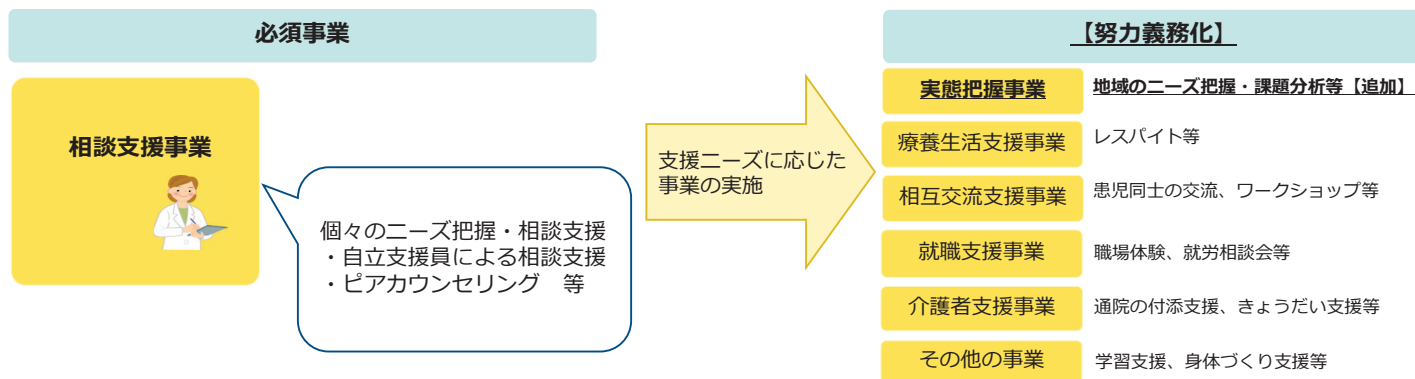 必須事業
相談支援事業
個々のニーズ把握・相談支援
・自立支援員による相談支援
・ピアカウンセリング　等
支援ニーズに応じた
事業の実施
【努力義務化】
実態把握事業 地域のニーズ把握・課題分析等【追加】
療養生活支援事業 レスパイト等
相互交流支援事業 患児同士の交流、ワークショップ等
就職支援事業 職場体験、就労相談会等
介護者支援事業 通院の付添支援、きょうだい支援等
その他の事業 学習支援、身体づくり支援等